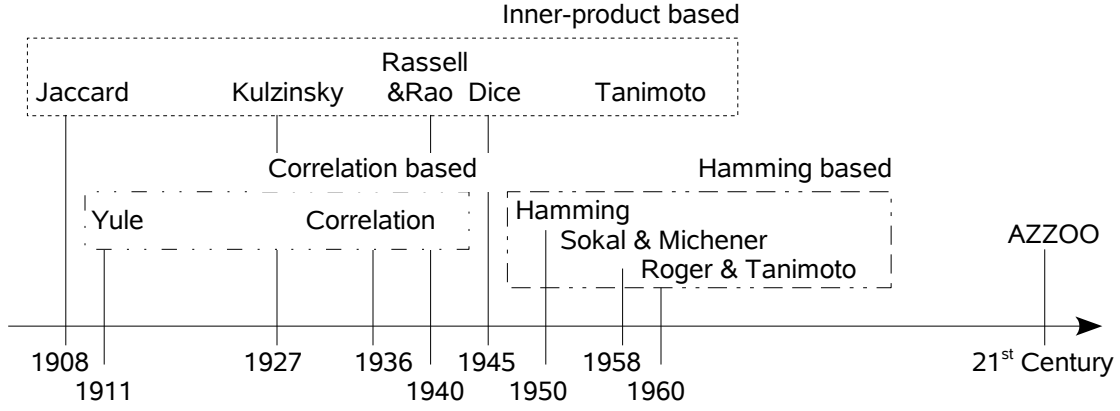 Inner-product based
Rassell
Jaccard Kulzinsky &Rao Dice Tanimoto
Correlation based Hamming based
Yule Correlation Hamming
Sokal & Michener AZZOO
Roger & Tanimoto
1908 1927 1936 1945 1958 21st Century
1911 1940 1950 1960